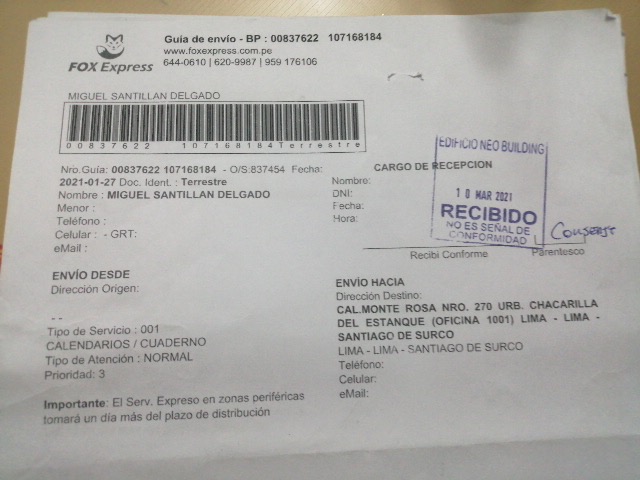 Guía de envío - BP : 00837622 107168184
www.foxexpress.com.pe
644-0610 | 620-9987 | 959 176106
FOX Express
MIGUEL SANTILLAN DELGADO
00837622 107168184Terrestre
Nro.Guía: 00837622 107168184 - O/S:837454 Fecha:
2021-01-27 Doc. Ident. : Terrestre
Nombre : MIGUEL SANTILLAN DELGADO
Menor :
Teléfono :
Celular : - GRT:
eMail :
CARGO DE RECEPCION
Nombre:
DNI:
Fecha:
Hora:
EDIFICIO NEO BUILDING
10 MAR 2021
RECIBIDO
NO ES SEÑAL DE
CONFORMIDAD
Recibi Conforme
Parentesco
ENVÍO DESDE
Dirección Origen:
- -
Tipo de Servicio : 001
CALENDARIOS / CUADERNO
Tipo de Atención : NORMAL
Prioridad: 3
Importante: El Serv. Expreso en zonas periféricas
tomará un día más del plazo de distribución
ENVÍO HACIA
Dirección Destino:
CAL.MONTE ROSA NRO. 270 URB. CHACARILLA
DEL ESTANQUE (OFICINA 1001) LIMA - LIMA -
SANTIAGO DE SURCO
LIMA - LIMA - SANTIAGO DE SURCO
Teléfono:
Celular:
eMail: